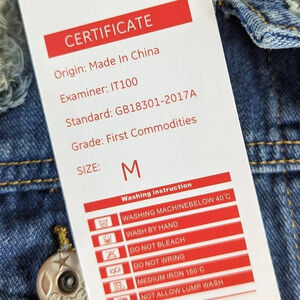 CERTIFICATE
Origin: Made In China
Examiner: IT100
Standard: GB18301-2017A
Grade: First Commodities
SIZE: M
Washing instruction
WASHING MACHINEBELOW 40°C
WASH BY HAND
DO NOT BLEACH
DO NOT WRING
MEDIUM IRON 160°C
NOT ALLOW LUMP WASH